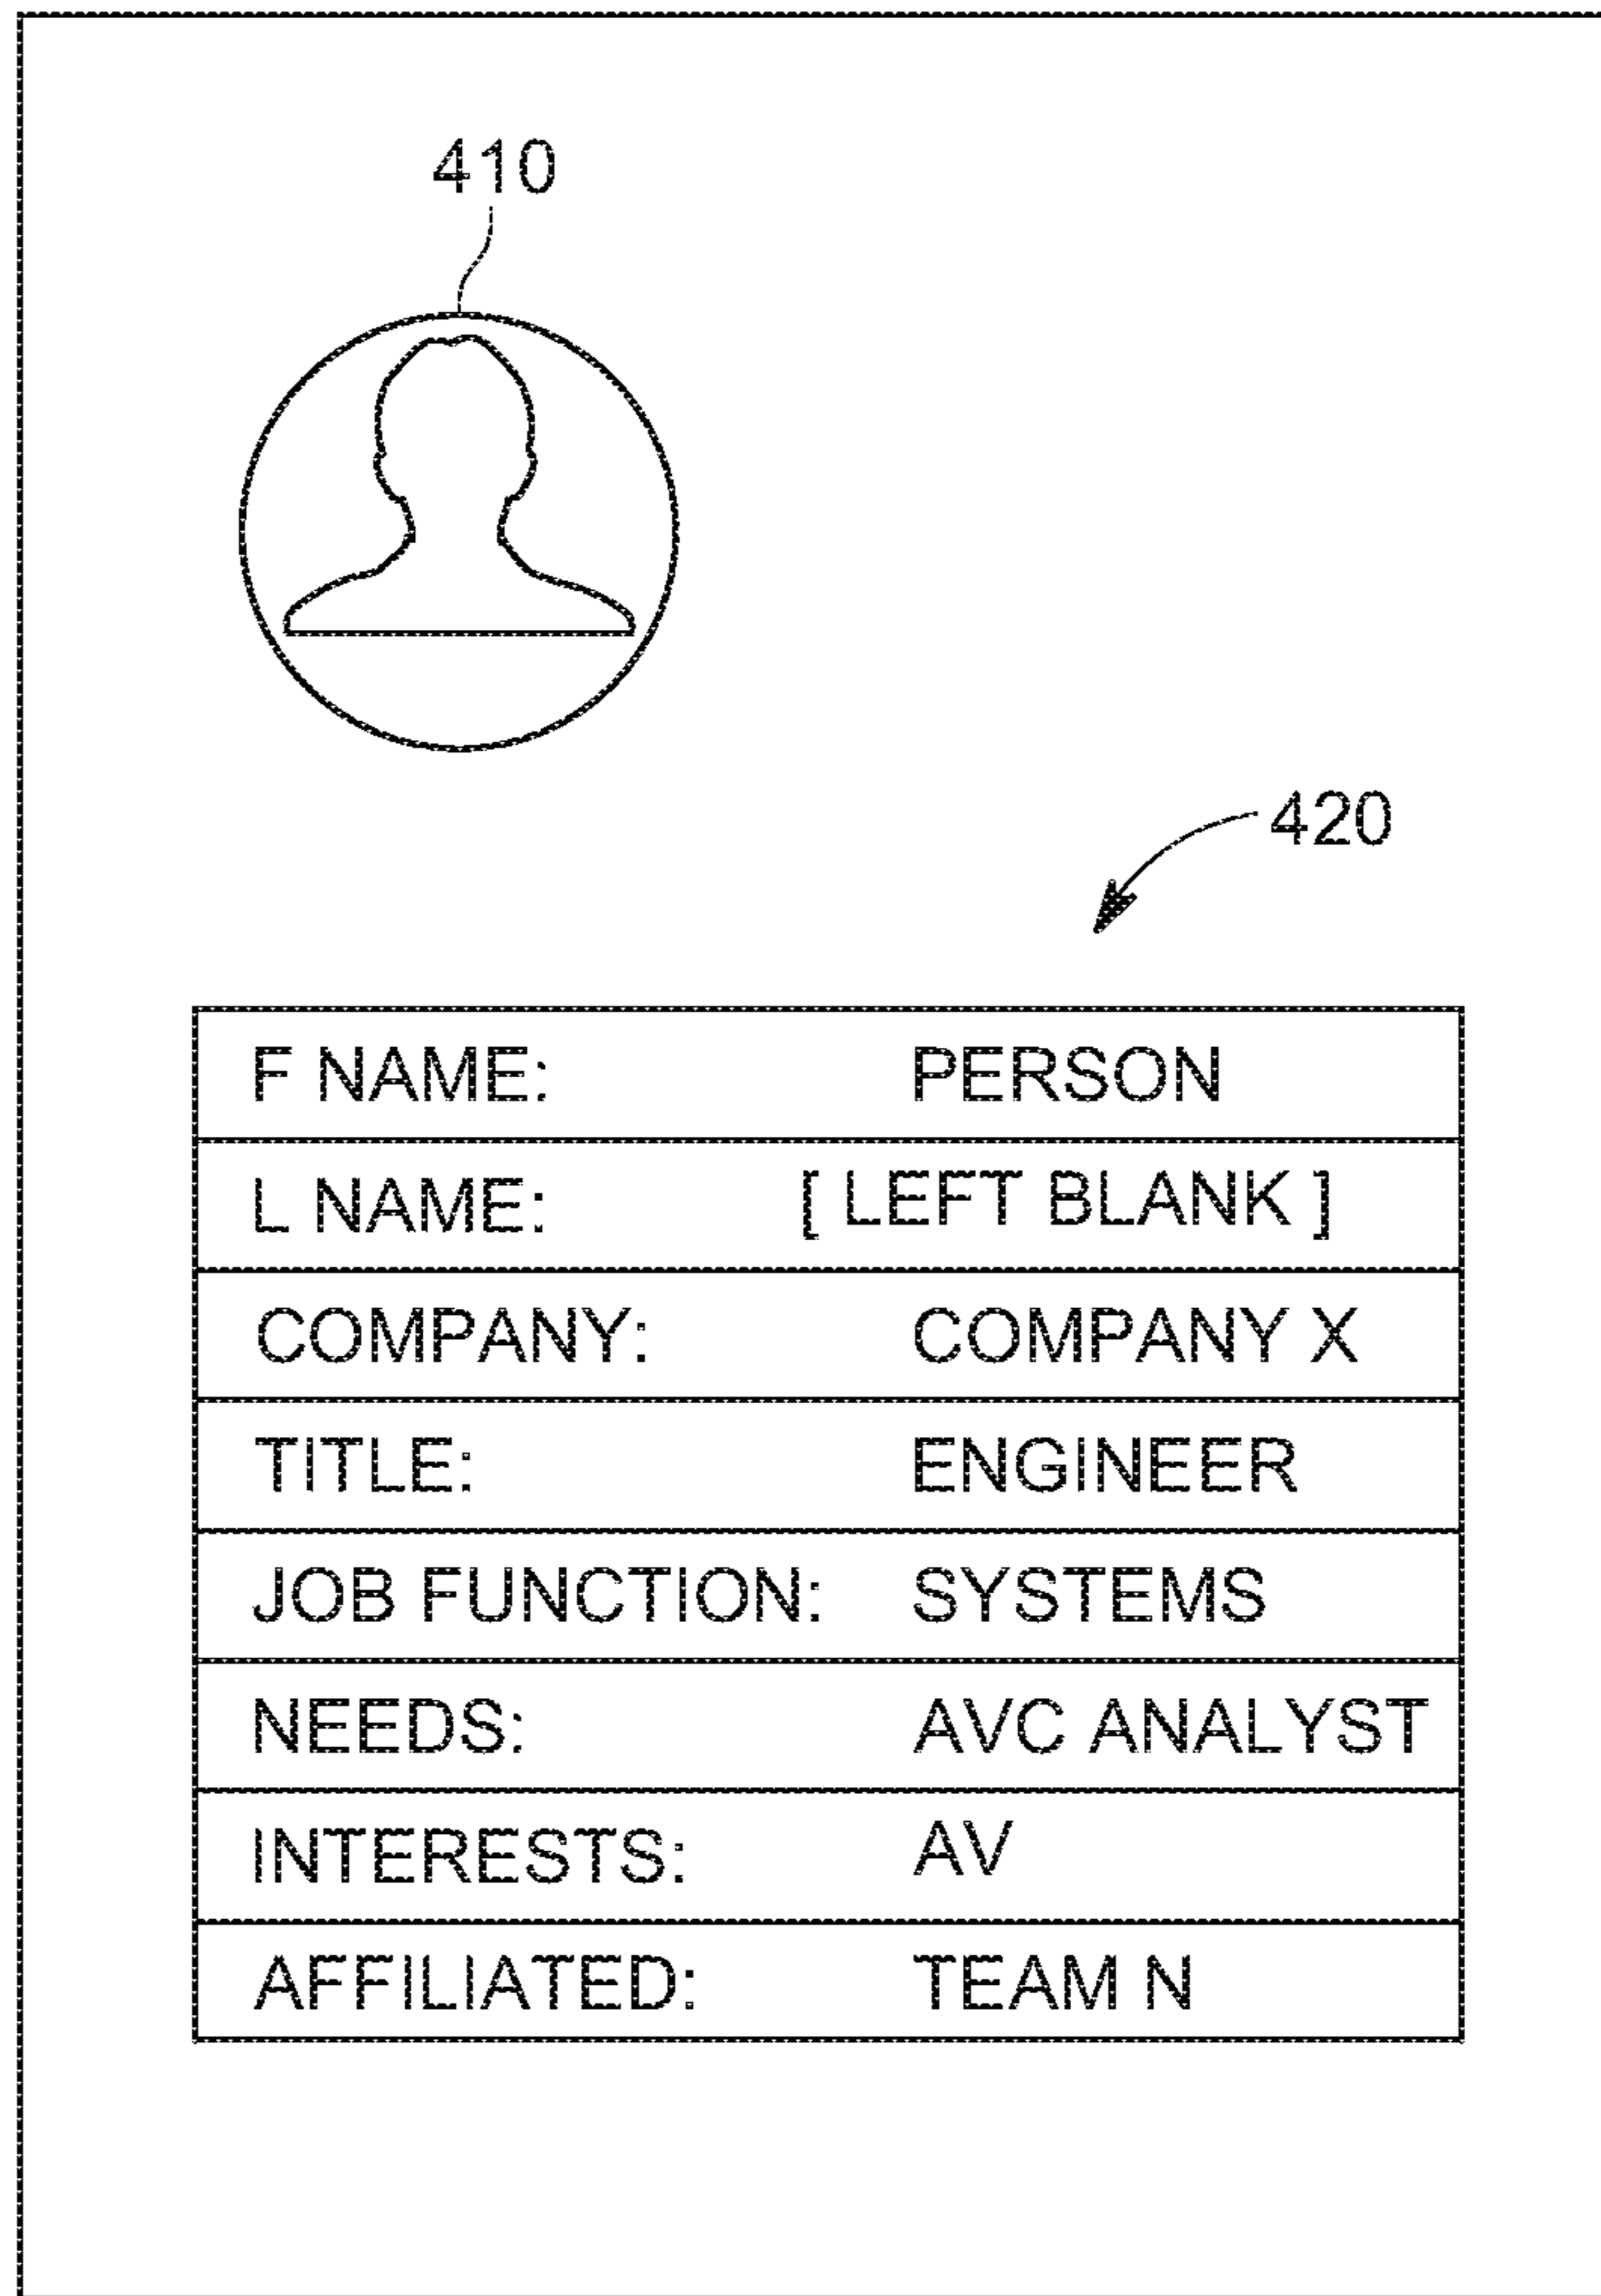 410
420
F NAME: PERSON
L NAME: [ LEFT BLANK ]
COMPANY: COMPANY X
TITLE: ENGINEER
JOB FUNCTION: SYSTEMS
NEEDS: AVC ANALYST
INTERESTS: AV
AFFILIATED: TEAM N